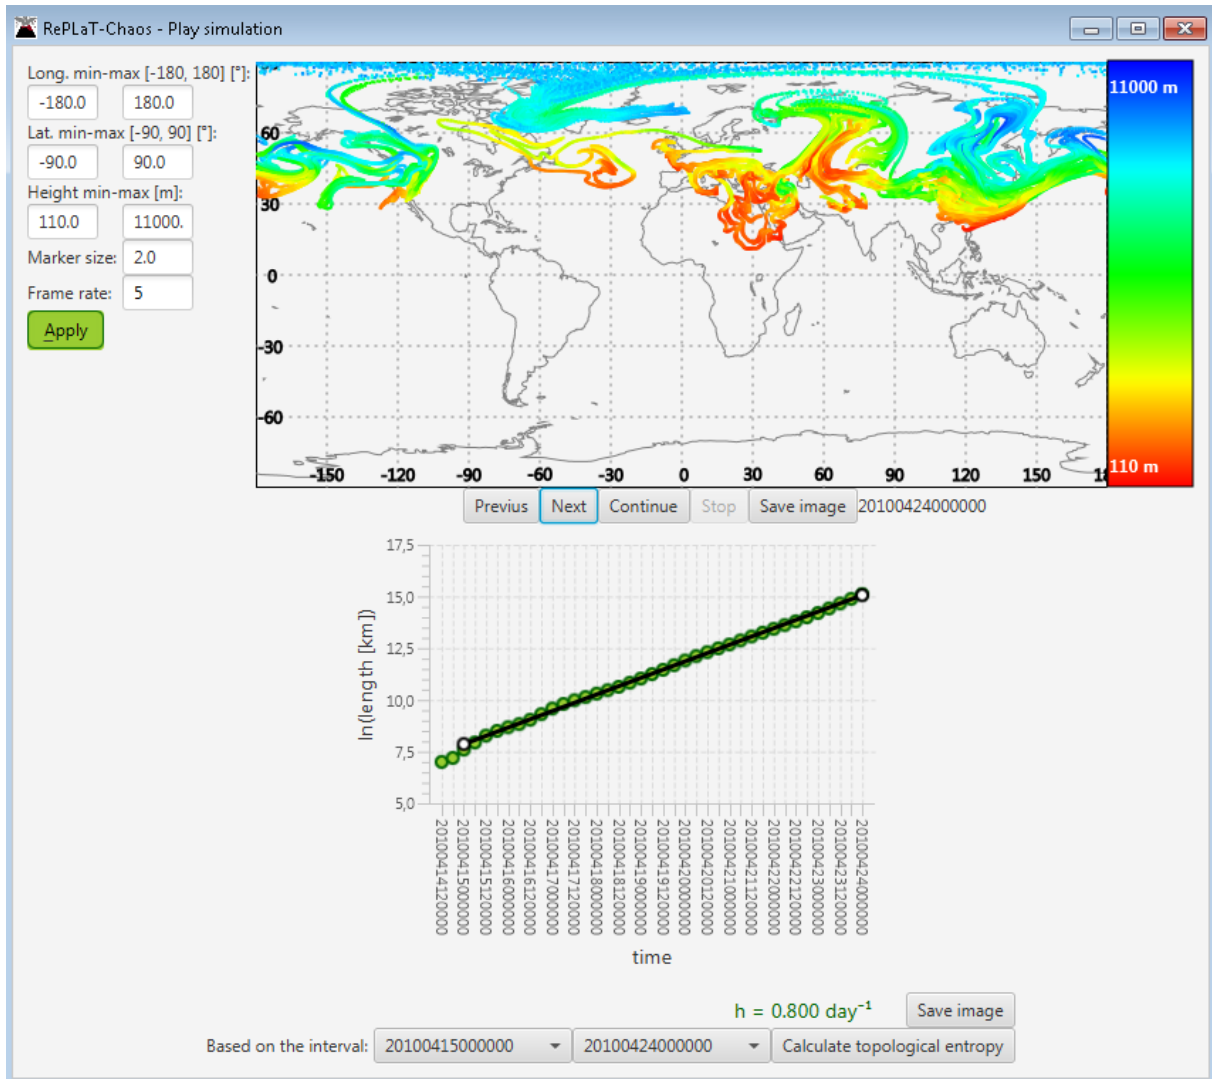 RePLaT-Chaos - Play simulation
Long. min-max [-180, 180] [°]:
-180.0 180.0
Lat. min-max [-90, 90] [°]:
-90.0 90.0
Height min-max [m]:
110.0 11000.
Marker size: 2.0
Frame rate: 5
Apply
60
30
0
-30
-60
-150 -120 -90 -60 -30 0 30 60 90 120 150 18
11000 m
110 m
Previus Next Continue Stop Save image 20100424000000
17,5
15,0
12,5
10,0
7,5
5,0
ln(length [km])
20100414120000
20100415000000
20100415120000
20100416000000
20100416120000
20100417000000
20100417120000
20100418000000
20100418120000
20100419000000
20100419120000
20100420000000
20100420120000
20100421000000
20100421120000
20100422000000
20100422120000
20100423000000
20100423120000
20100424000000
time
h = 0.800 day⁻¹ Save image
Based on the interval: 20100415000000 20100424000000 Calculate topological entropy